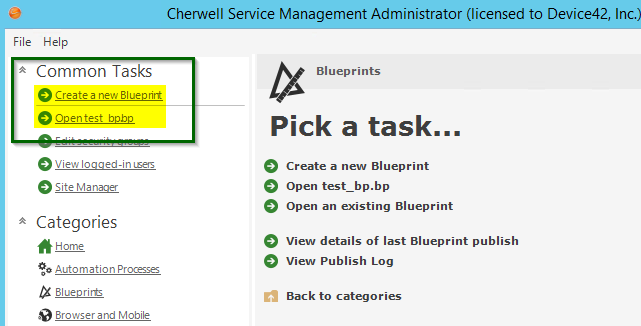 Cherwell Service Management Administrator (licensed to Device42, Inc.)
File Help
Common Tasks
Create a new Blueprint
Open test_bp.bp
Edit security groups
View logged-in users
Site Manager
Categories
Home
Automation Processes
Blueprints
Browser and Mobile
Blueprints
Pick a task...
Create a new Blueprint
Open test_bp.bp
Open an existing Blueprint
View details of last Blueprint publish
View Publish Log
Back to categories